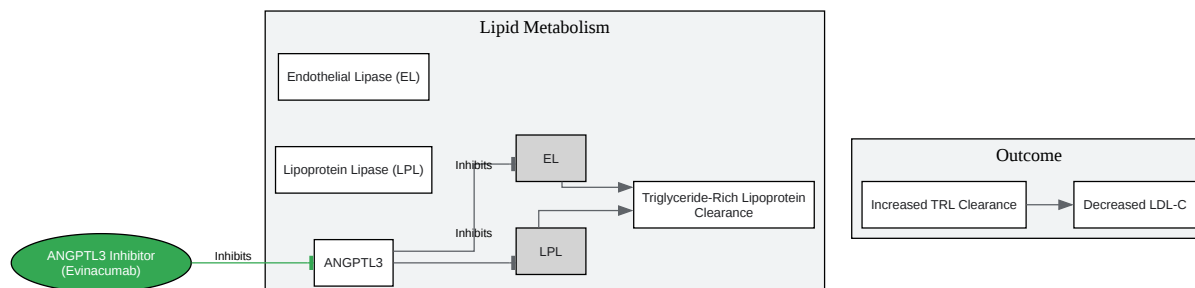 Lipid Metabolism
Endothelial Lipase (EL)
Lipoprotein Lipase (LPL)
Inhibits
EL
Triglyceride-Rich Lipoprotein
Clearance
Inhibits
LPL
ANGPTL3
Inhibits
ANGPTL3 Inhibitor
(Evinacumab)
Outcome
Increased TRL Clearance
Decreased LDL-C